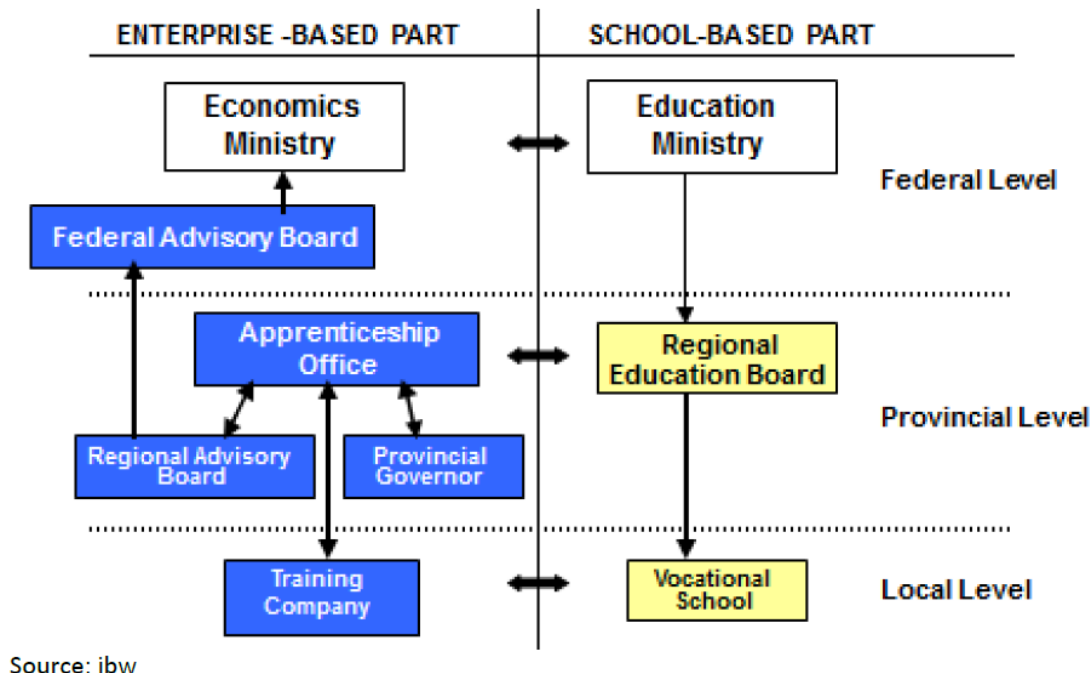 ENTERPRISE -BASED PART
SCHOOL-BASED PART
Economics
Ministry
Education
Ministry
Federal Level
Federal Advisory Board
Apprenticeship
Office
Regional
Education Board
Provincial Level
Regional Advisory
Board
Provincial
Governor
Training
Company
Vocational
School
Local Level
Source: ibw